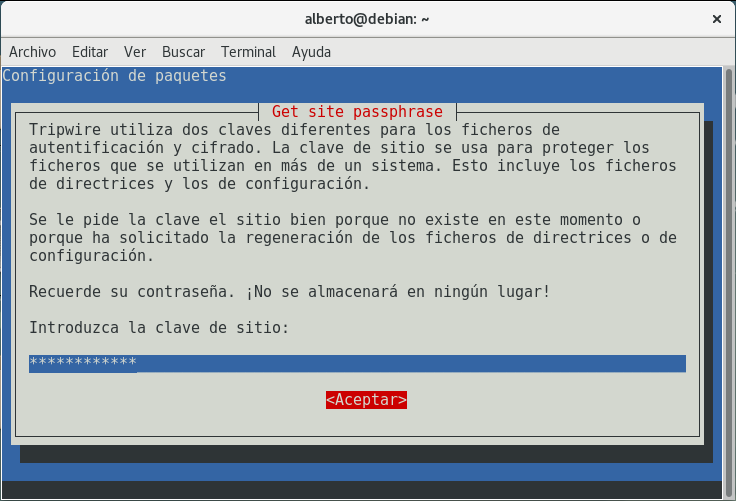 alberto@debian: ~
Archivo Editar Ver Buscar Terminal Ayuda
Configuración de paquetes
Get site passphrase
Tripwire utiliza dos claves diferentes para los ficheros de
autentificación y cifrado. La clave de sitio se usa para proteger los
ficheros que se utilizan en más de un sistema. Esto incluye los ficheros
de directrices y los de configuración.
Se le pide la clave el sitio bien porque no existe en este momento o
porque ha solicitado la regeneración de los ficheros de directrices o de
configuración.
Recuerde su contraseña. ¡No se almacenará en ningún lugar!
Introduzca la clave de sitio:
************
<Aceptar>